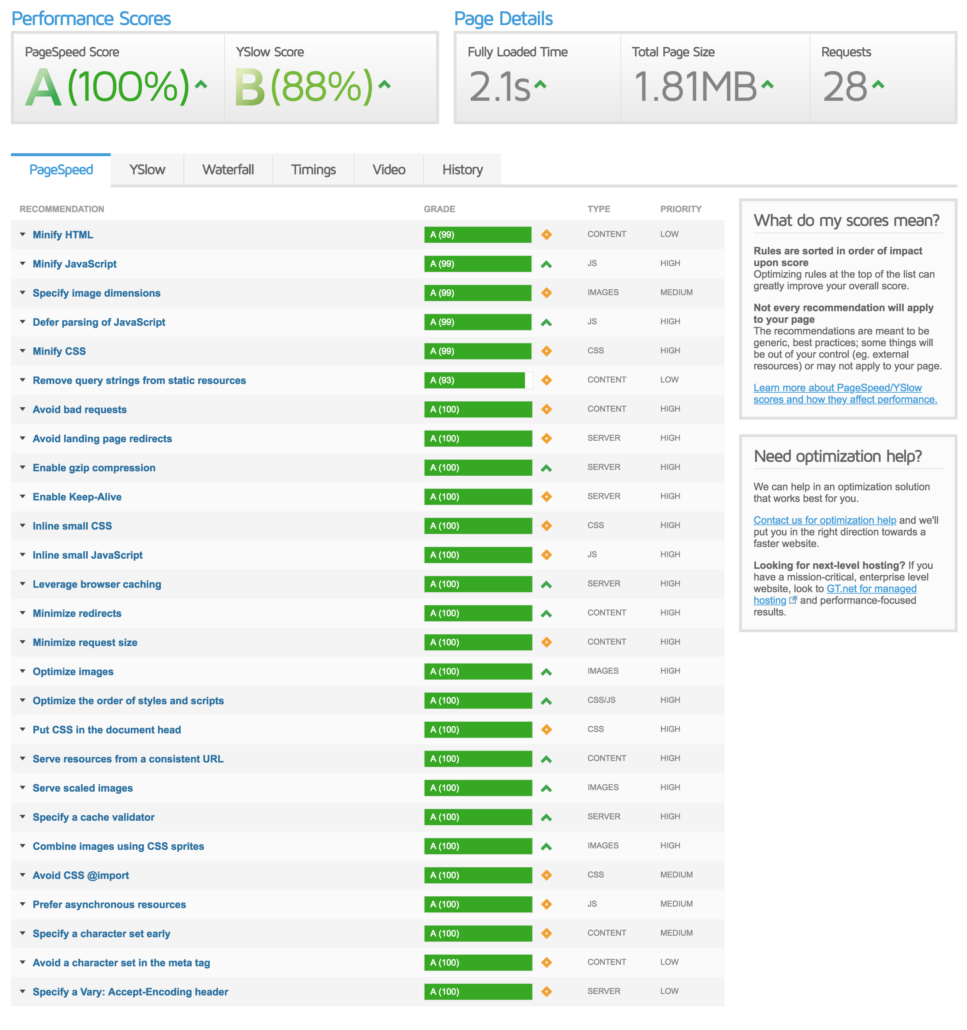 Performance Scores
PageSpeed Score
A(100%)
YSlow Score
B(88%)
Page Details
Fully Loaded Time
2.1s
Total Page Size
1.81MB
Requests
28
PageSpeed YSlow Waterfall Timings Video History
RECOMMENDATION GRADE TYPE PRIORITY
Minify HTML A (99) CONTENT LOW
Minify JavaScript A (99) JS HIGH
Specify image dimensions A (99) IMAGES MEDIUM
Defer parsing of JavaScript A (99) JS HIGH
Minify CSS A (99) CSS HIGH
Remove query strings from static resources A (93) CONTENT LOW
Avoid bad requests A (100) CONTENT HIGH
Avoid landing page redirects A (100) SERVER HIGH
Enable gzip compression A (100) SERVER HIGH
Enable Keep-Alive A (100) SERVER HIGH
Inline small CSS A (100) CSS HIGH
Inline small JavaScript A (100) JS HIGH
Leverage browser caching A (100) SERVER HIGH
Minimize redirects A (100) CONTENT HIGH
Minimize request size A (100) CONTENT HIGH
Optimize images A (100) IMAGES HIGH
Optimize the order of styles and scripts A (100) CSS/JS HIGH
Put CSS in the document head A (100) CSS HIGH
Serve resources from a consistent URL A (100) CONTENT HIGH
Serve scaled images A (100) IMAGES HIGH
Specify a cache validator A (100) SERVER HIGH
Combine images using CSS sprites A (100) IMAGES HIGH
Avoid CSS @import A (100) CSS MEDIUM
Prefer asynchronous resources A (100) JS MEDIUM
Specify a character set early A (100) CONTENT MEDIUM
Avoid a character set in the meta tag A (100) CONTENT LOW
Specify a Vary: Accept-Encoding header A (100) SERVER LOW
What do my scores mean?
Rules are sorted in order of impact
upon score
Optimizing rules at the top of the list can
greatly improve your overall score.
Not every recommendation will apply
to your page
The recommendations are meant to be
generic, best practices; some things will
be out of your control (eg. external
resources) or may not apply to your page.
Learn more about PageSpeed/YSlow
scores and how they affect performance.
Need optimization help?
We can help in an optimization solution
that works best for you.
Contact us for optimization help and we'll
put you in the right direction towards a
faster website.
Looking for next-level hosting? If you
have a mission-critical, enterprise level
website, look to GT.net for managed
hosting and performance-focused
results.